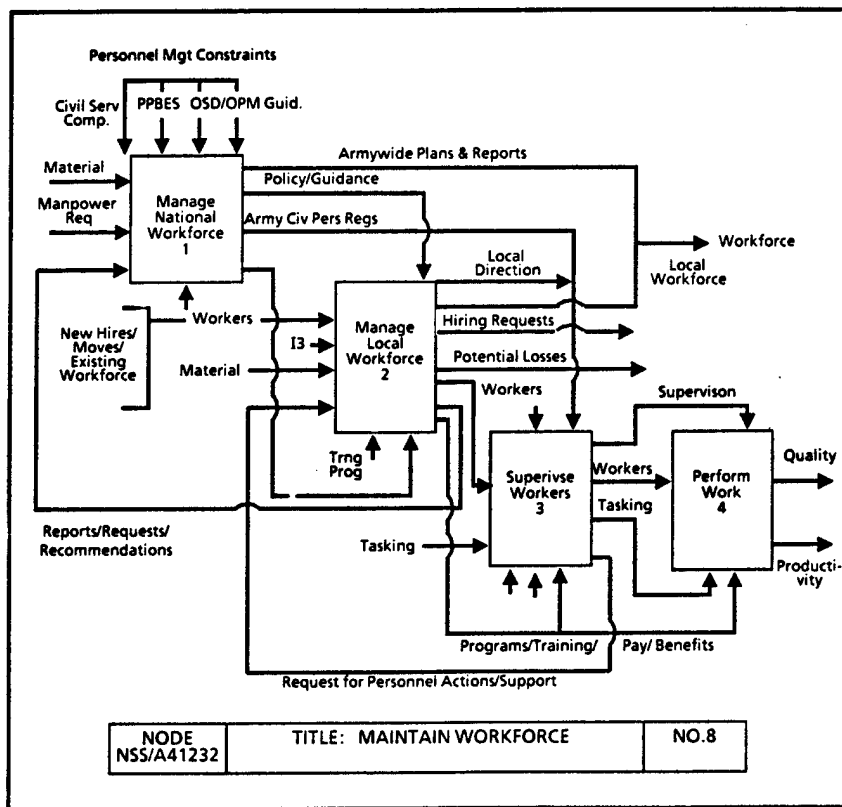 Personnel Mgt Constraints
Civil Serv
Comp.
PPBES
OSD/OPM Guid.
Armywide Plans & Reports
Material
Policy/Guidance
Manpower
Req
Manage
National
Workforce
1
Army Civ Pers Regs
Workforce
Local
Direction
Local
Workforce
New Hires/
Moves/
Existing
Workforce
Workers
I3
Material
Manage
Local
Workforce
2
Hiring Requests
Potential Losses
Workers
Supervison
Trng
Prog
Superivse
Workers
3
Workers
Tasking
Perform
Work
4
Quality
Reports/Requests/
Recommendations
Tasking
Producti-
vity
Programs/Training/
Pay/ Benefits
Request for Personnel Actions/Support
NODE
NSS/A41232
TITLE: MAINTAIN WORKFORCE
NO.8